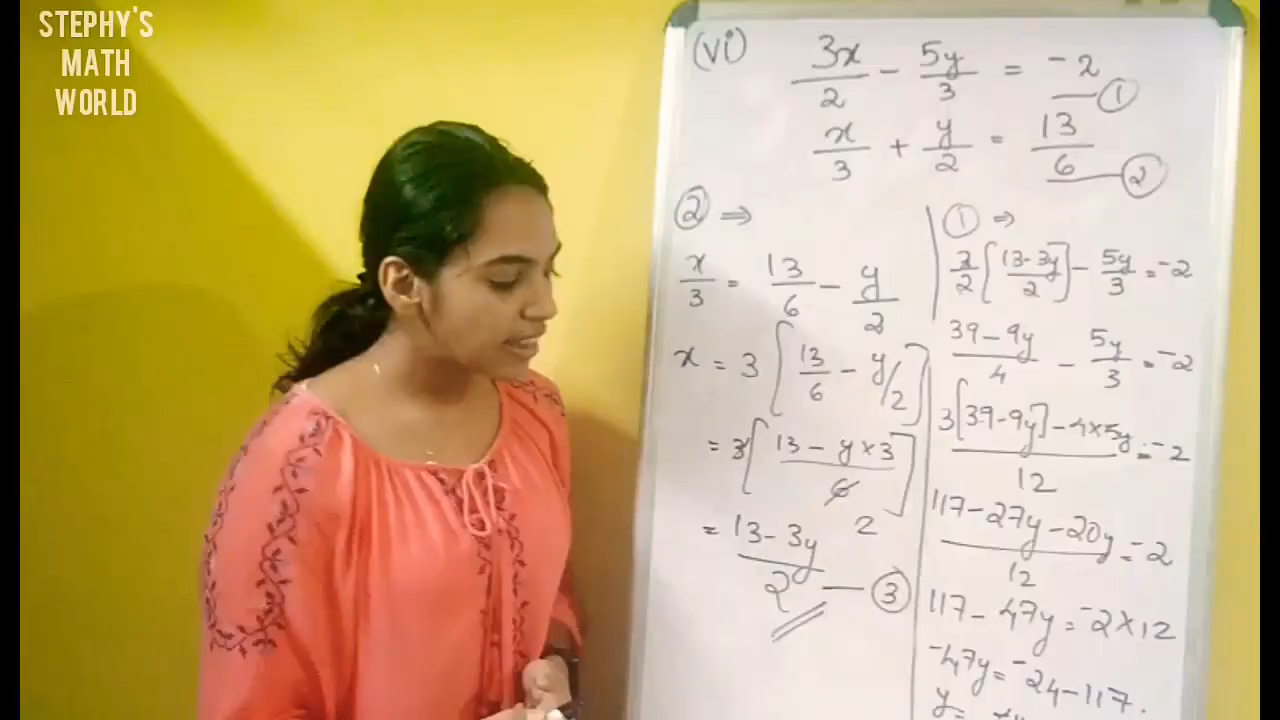 STEPHY'S
MATH
WORLD
(vi) 3x/2 - 5y/3 = -2 — ①
x/3 + y/2 = 13/6 — ②
② ⇒
x/3 = 13/6 - y/2
x = 3 [13/6 - y/2]
= 3 [(13 - y×3)/6] 2
= (13 - 3y)/2 — ③
① ⇒
3/2 [(13-3y)/2] - 5y/3 = -2
(39-9y)/4 - 5y/3 = -2
(3[39-9y] - 4×5y)/12 = -2
(117-27y-20y)/12 = -2
117 - 47y = -2×12
-47y = -24-117.
y =